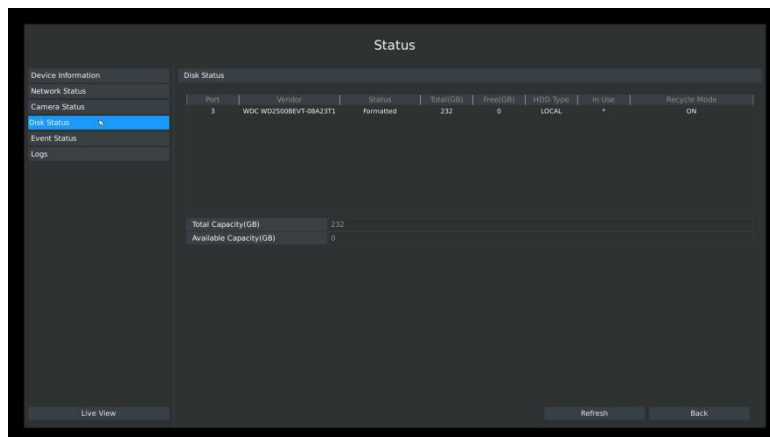 Status
Device Information
Network Status
Camera Status
Disk Status
Event Status
Logs
Disk Status
Port Vendor Status Total(GB) Free(GB) HDD Type In Use Recycle Mode
3 WDC WD2500BEVT-08A23T1 Formatted 232 0 LOCAL * ON
Total Capacity(GB) 232
Available Capacity(GB) 0
Live View Refresh Back